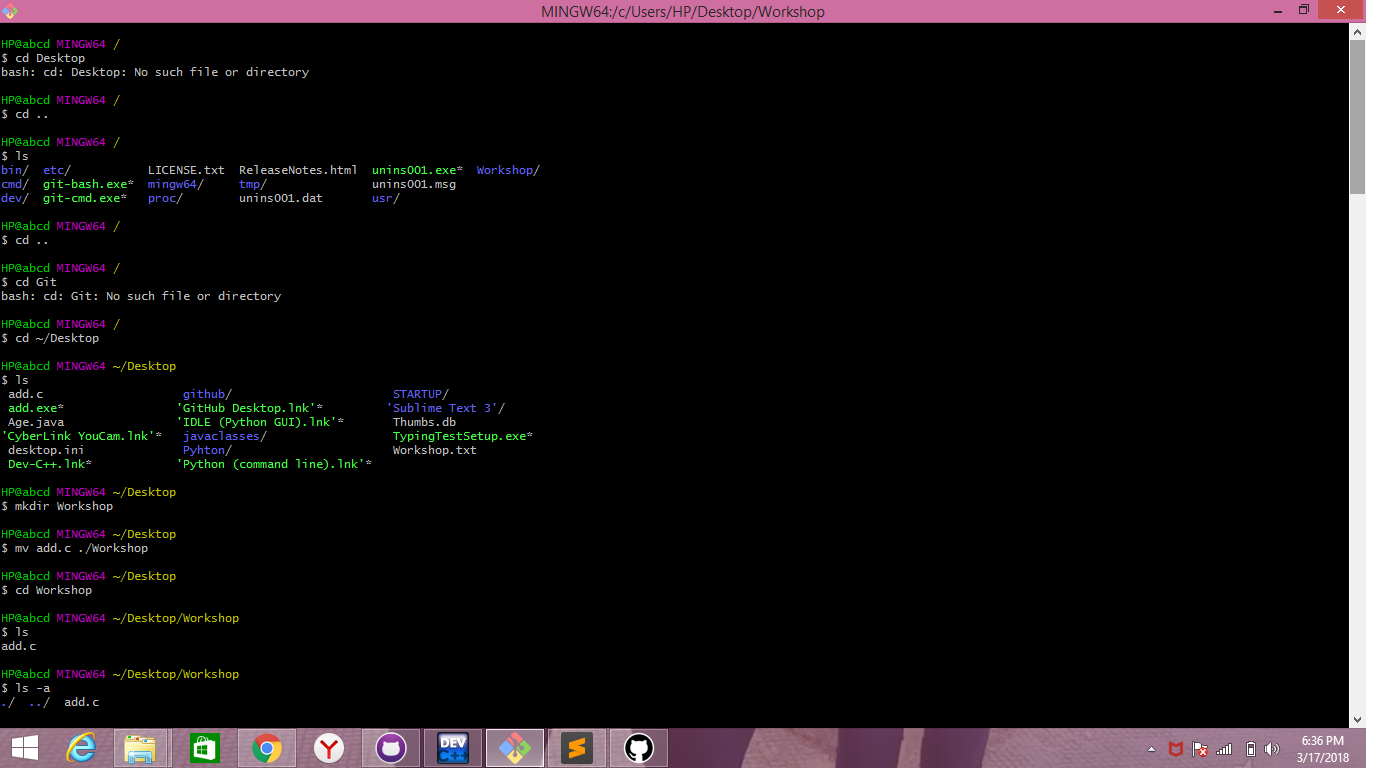 MINGW64:/c/Users/HP/Desktop/Workshop
HP@abcd MINGW64 /
$ cd Desktop
bash: cd: Desktop: No such file or directory
HP@abcd MINGW64 /
$ cd ..
HP@abcd MINGW64 /
$ ls
bin/ etc/ LICENSE.txt ReleaseNotes.html unins001.exe* Workshop/
cmd/ git-bash.exe* mingw64/ tmp/ unins001.msg
dev/ git-cmd.exe* proc/ unins001.dat usr/
HP@abcd MINGW64 /
$ cd ..
HP@abcd MINGW64 /
$ cd Git
bash: cd: Git: No such file or directory
HP@abcd MINGW64 /
$ cd ~/Desktop
HP@abcd MINGW64 ~/Desktop
$ ls
add.c github/ STARTUP/
add.exe* 'GitHub Desktop.lnk'* 'Sublime Text 3'/
Age.java 'IDLE (Python GUI).lnk'* Thumbs.db
'CyberLink YouCam.lnk'* javaclasses/ TypingTestSetup.exe*
desktop.ini Pyhton/ Workshop.txt
Dev-C++.lnk* 'Python (command line).lnk'*
HP@abcd MINGW64 ~/Desktop
$ mkdir Workshop
HP@abcd MINGW64 ~/Desktop
$ mv add.c ./Workshop
HP@abcd MINGW64 ~/Desktop
$ cd Workshop
HP@abcd MINGW64 ~/Desktop/Workshop
$ ls
add.c
HP@abcd MINGW64 ~/Desktop/Workshop
$ ls -a
./ ../ add.c
DEV
C++
6:36 PM
3/17/2018